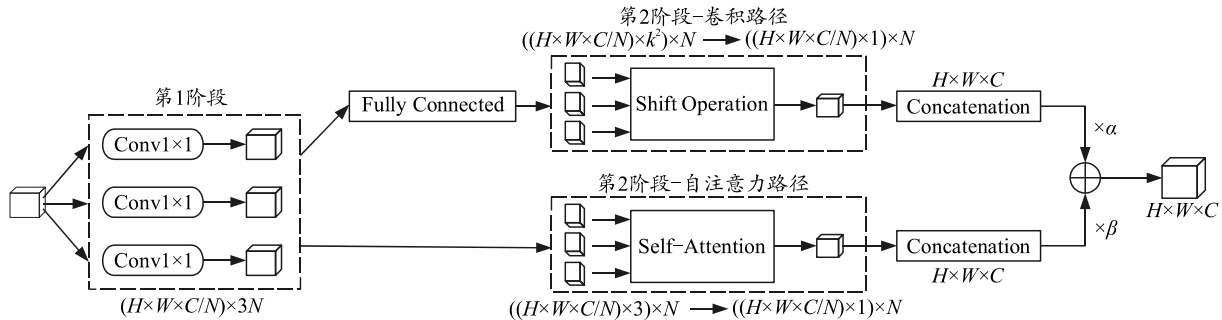 第1阶段
Conv1×1
Conv1×1
Conv1×1
(H×W×C/N)×3N
Fully Connected
第2阶段-卷积路径
((H×W×C/N)×k²)×N → ((H×W×C/N)×1)×N
Shift Operation
H×W×C
Concatenation
×α
第2阶段-自注意力路径
Self-Attention
((H×W×C/N)×3)×N → ((H×W×C/N)×1)×N
Concatenation
H×W×C
×β
H×W×C